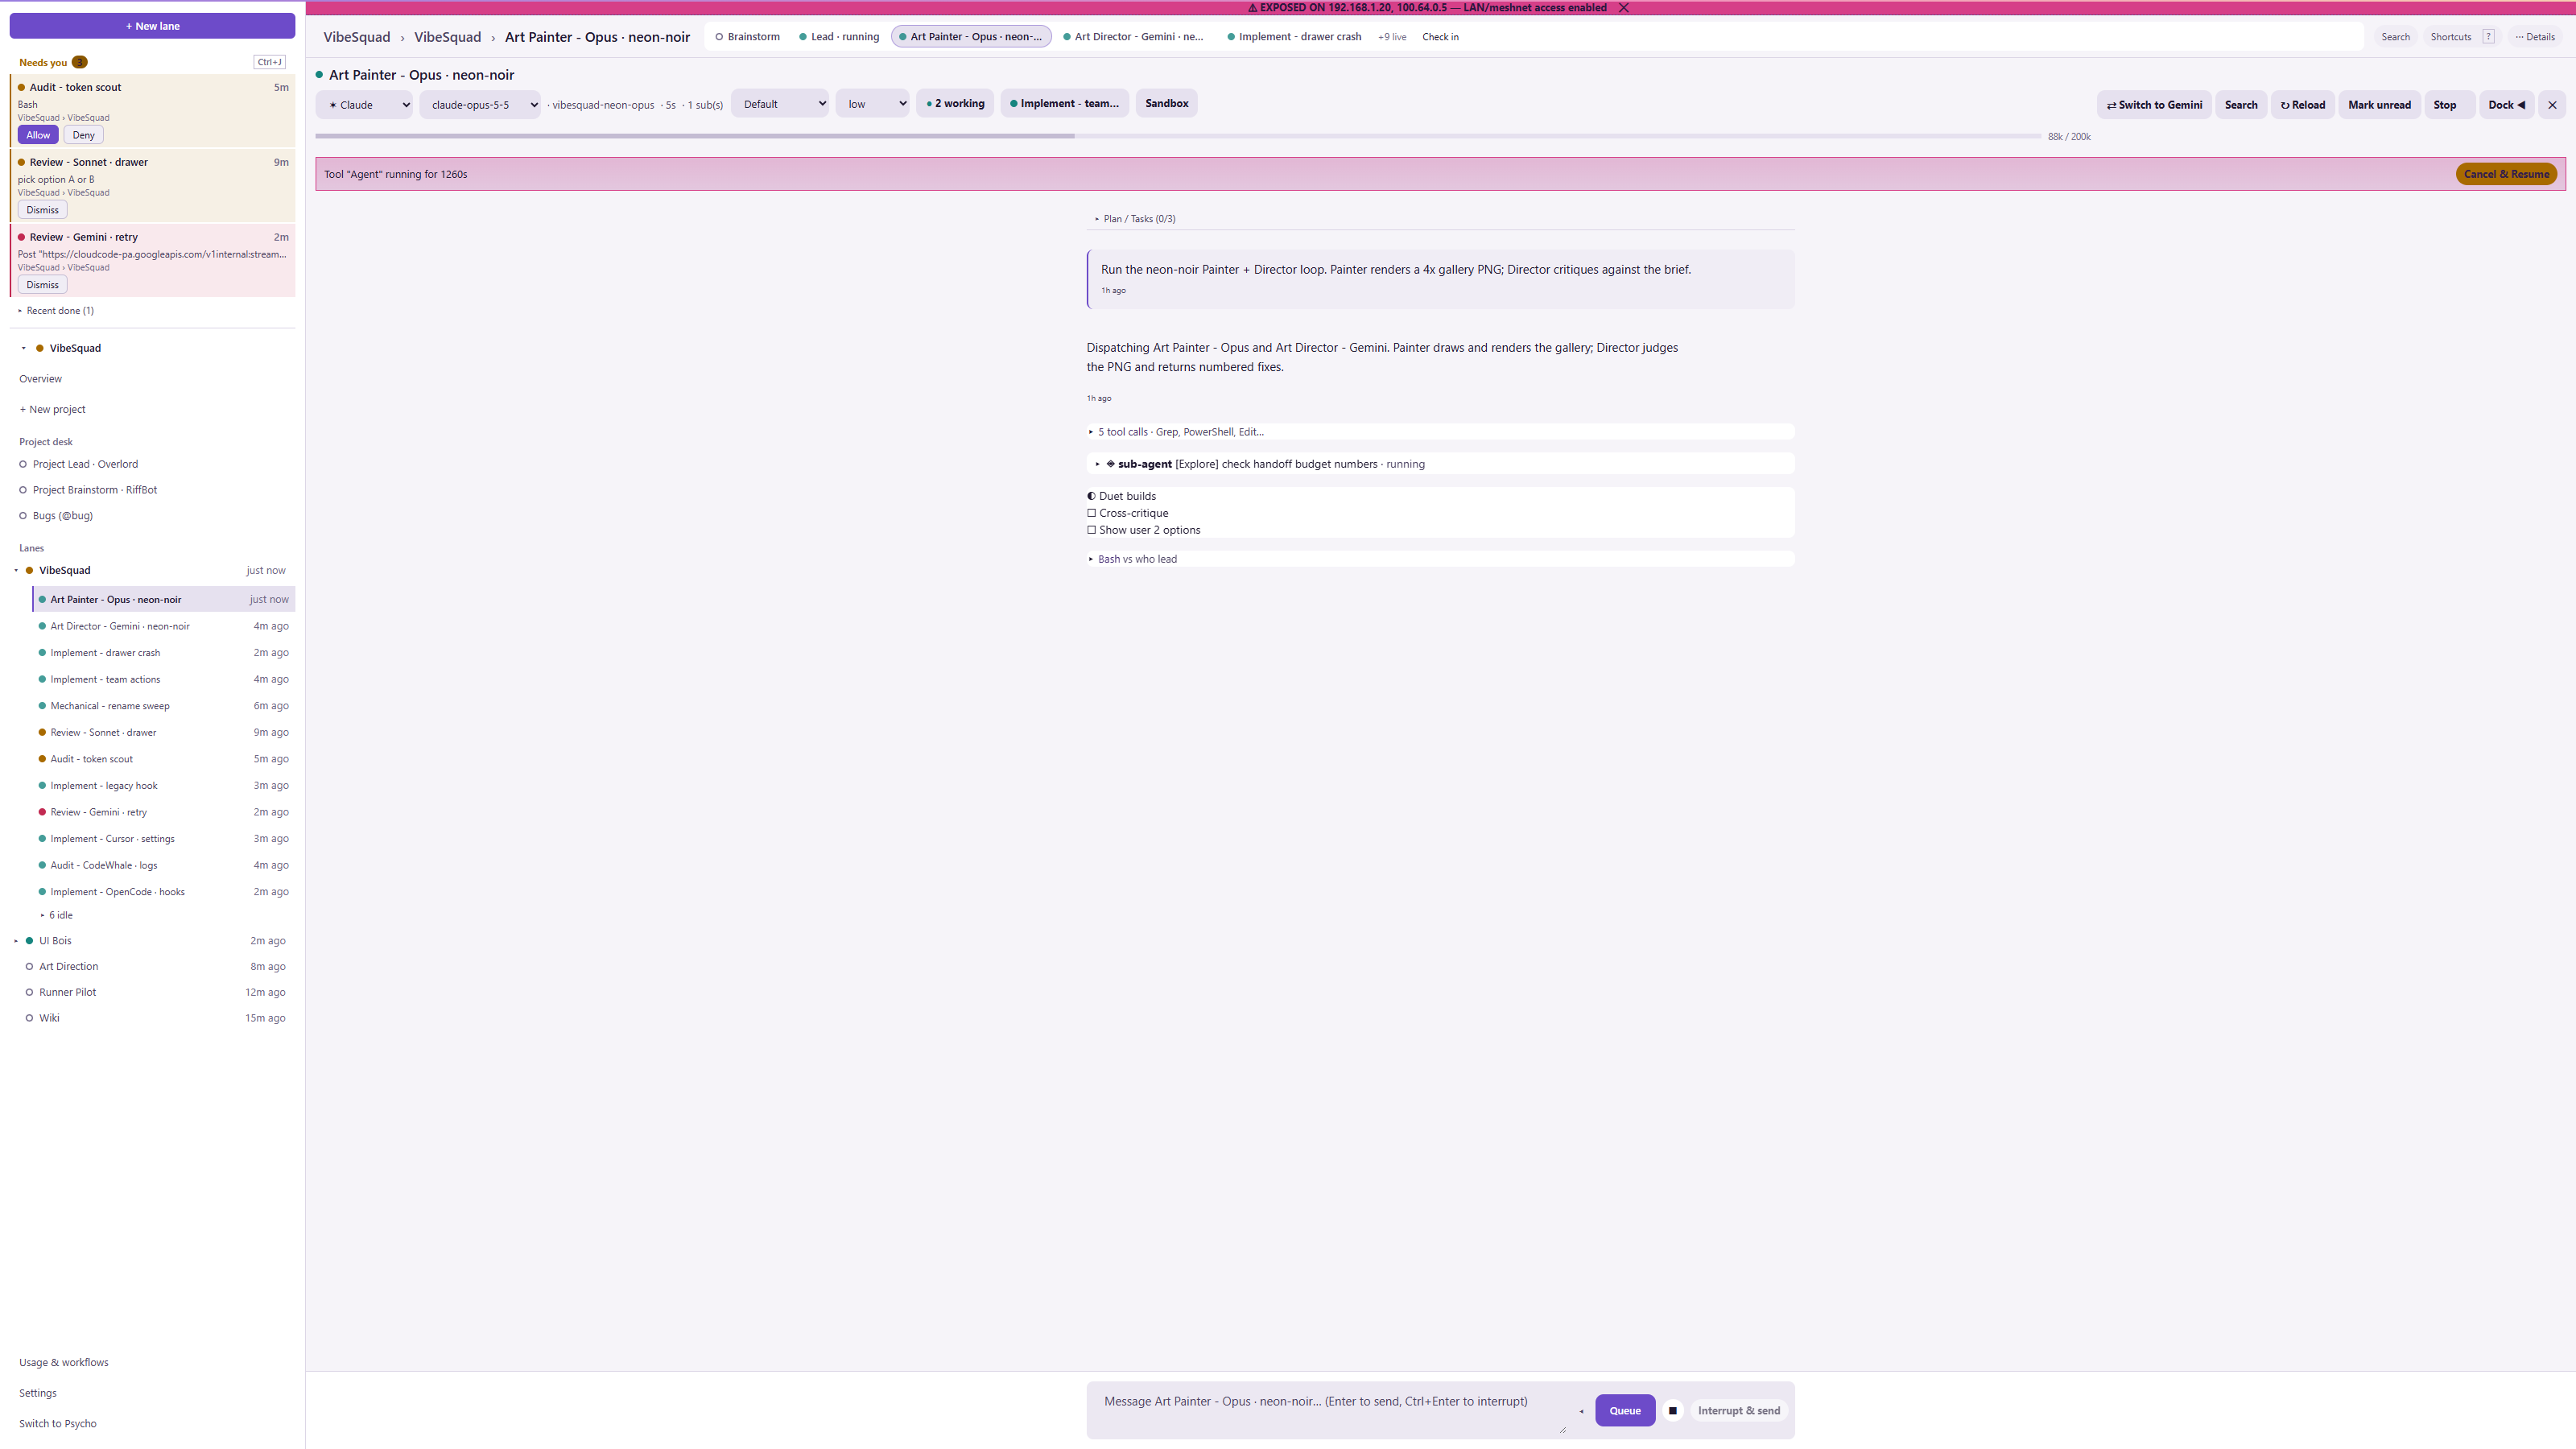 ⚠ EXPOSED ON 192.168.1.20, 100.64.0.5 — LAN/meshnet access enabled ✕
+ New lane
Needs you 3 Ctrl+J
Audit - token scout 5m
Bash
VibeSquad › VibeSquad
Allow Deny
Review - Sonnet · drawer 9m
pick option A or B
VibeSquad › VibeSquad
Dismiss
Review - Gemini · retry 2m
Post "https://cloudcode-pa.googleapis.com/v1internal:stream...
VibeSquad › VibeSquad
Dismiss
▸ Recent done (1)
▾ VibeSquad
Overview
+ New project
Project desk
Project Lead · Overlord
Project Brainstorm · RiffBot
Bugs (@bug)
Lanes
▾ VibeSquad just now
Art Painter - Opus · neon-noir just now
Art Director - Gemini · neon-noir 4m ago
Implement - drawer crash 2m ago
Implement - team actions 4m ago
Mechanical - rename sweep 6m ago
Review - Sonnet · drawer 9m ago
Audit - token scout 5m ago
Implement - legacy hook 3m ago
Review - Gemini · retry 2m ago
Implement - Cursor · settings 3m ago
Audit - CodeWhale · logs 4m ago
Implement - OpenCode · hooks 2m ago
▸ 6 idle
▸ UI Bois 2m ago
Art Direction 8m ago
Runner Pilot 12m ago
Wiki 15m ago
Usage & workflows
Settings
Switch to Psycho
VibeSquad › VibeSquad › Art Painter - Opus · neon-noir
Brainstorm Lead · running Art Painter - Opus · neon-... Art Director - Gemini · ne... Implement - drawer crash +9 live Check in
Search Shortcuts ? ··· Details
Art Painter - Opus · neon-noir
✶ Claude claude-opus-5-5 · vibesquad-neon-opus · 5s · 1 sub(s) Default low 2 working Implement - team... Sandbox
⇄ Switch to Gemini Search ↻ Reload Mark unread Stop Dock ◀ ✕
88k / 200k
Tool "Agent" running for 1260s Cancel & Resume
▸ Plan / Tasks (0/3)
Run the neon-noir Painter + Director loop. Painter renders a 4x gallery PNG; Director critiques against the brief.
1h ago
Dispatching Art Painter - Opus and Art Director - Gemini. Painter draws and renders the gallery; Director judges
the PNG and returns numbered fixes.
1h ago
▸ 5 tool calls · Grep, PowerShell, Edit...
▸ ◈ sub-agent [Explore] check handoff budget numbers · running
◐ Duet builds
☐ Cross-critique
☐ Show user 2 options
▸ Bash vs who lead
Message Art Painter - Opus · neon-noir... (Enter to send, Ctrl+Enter to interrupt)
◂ Queue ■ Interrupt & send